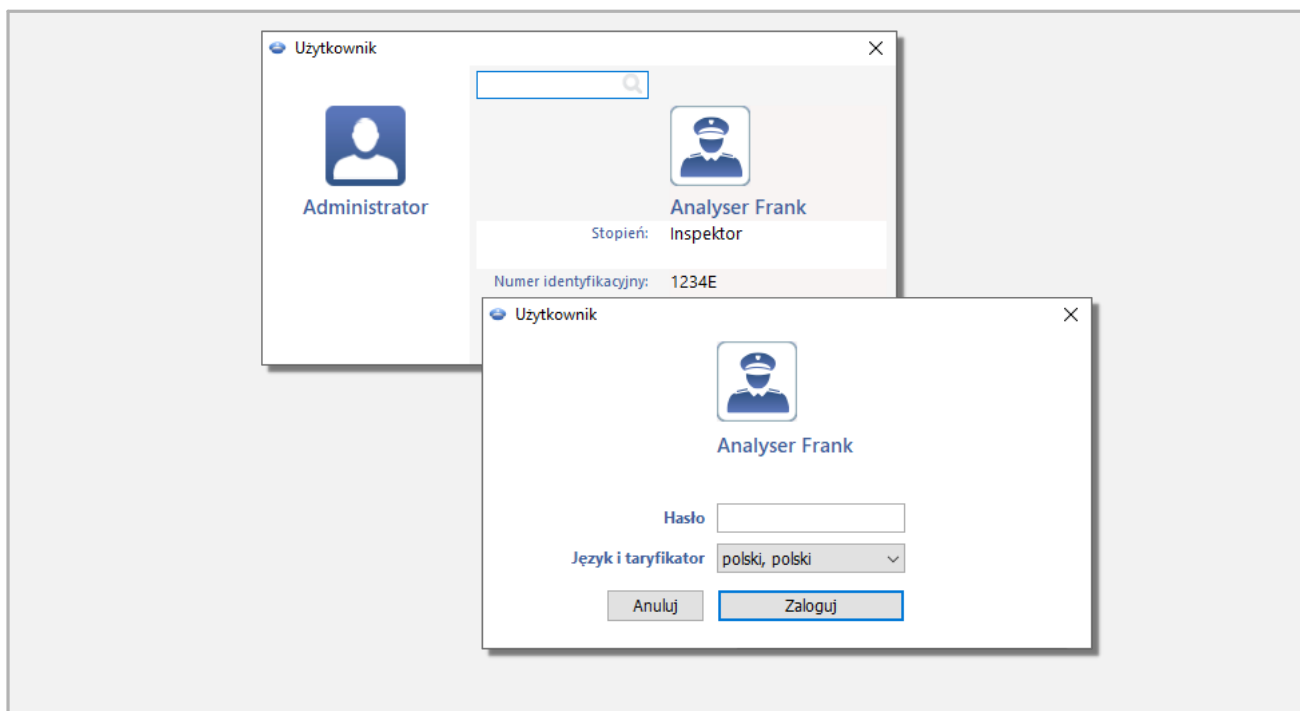 Użytkownik
Administrator
Analyser Frank
Stopień: Inspektor
Numer identyfikacyjny: 1234E
Użytkownik
Analyser Frank
Hasło
Język i taryfikator polski, polski
Anuluj Zaloguj